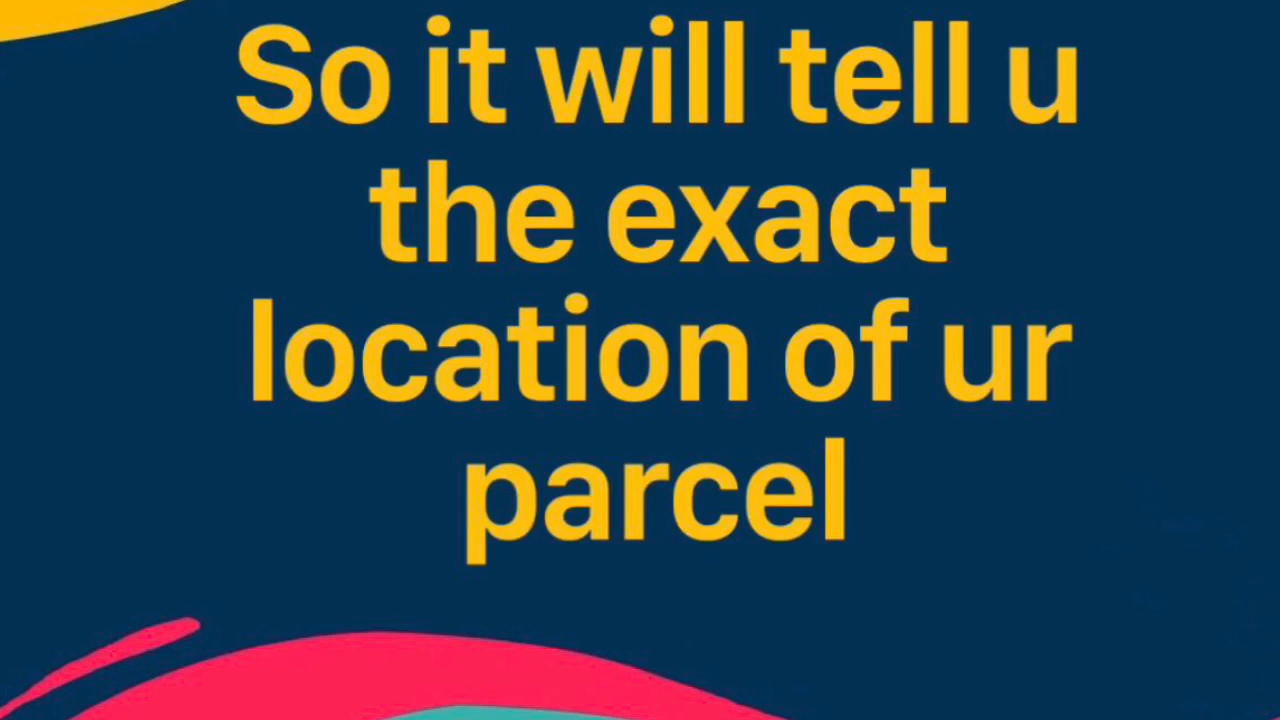 So it will tell u
the exact
location of ur
parcel